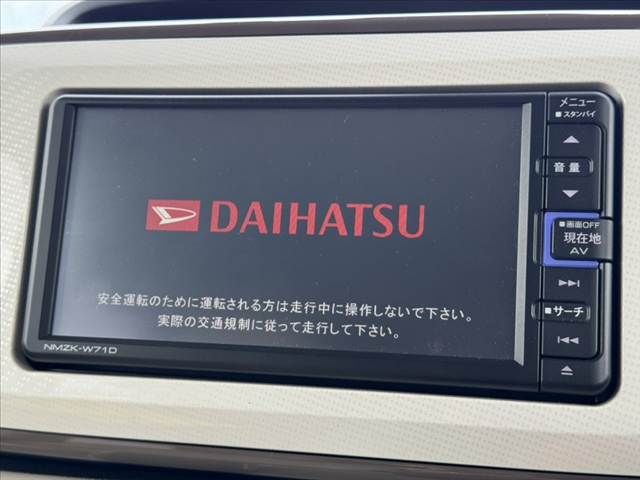 メニュー
■スタンバイ
音量
■画面OFF
現在地
AV
■サーチ
DAIHATSU
安全運転のために運転される方は走行中に操作しないで下さい。
実際の交通規制に従って走行して下さい。
NMZK-W71D